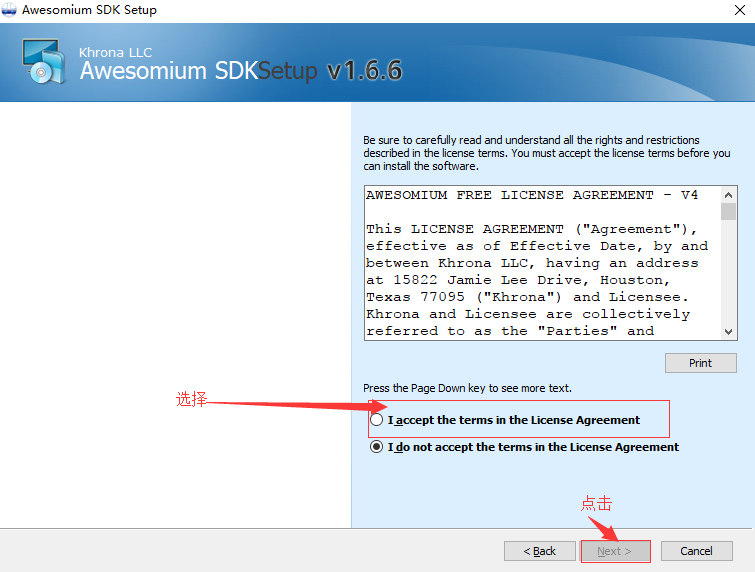 Awesomium SDK Setup
Khrona LLC
Awesomium SDKSetup v1.6.6
Be sure to carefully read and understand all the rights and restrictions
described in the license terms. You must accept the license terms before you
can install the software.
AWESOMIUM FREE LICENSE AGREEMENT - V4
This LICENSE AGREEMENT ("Agreement"),
effective as of Effective Date, by and
between Khrona LLC, having an address
at 15822 Jamie Lee Drive, Houston,
Texas 77095 ("Khrona") and Licensee.
Khrona and Licensee are collectively
referred to as the "Parties" and
Print
Press the Page Down key to see more text.
选择
I accept the terms in the License Agreement
I do not accept the terms in the License Agreement
点击
< Back
Next >
Cancel